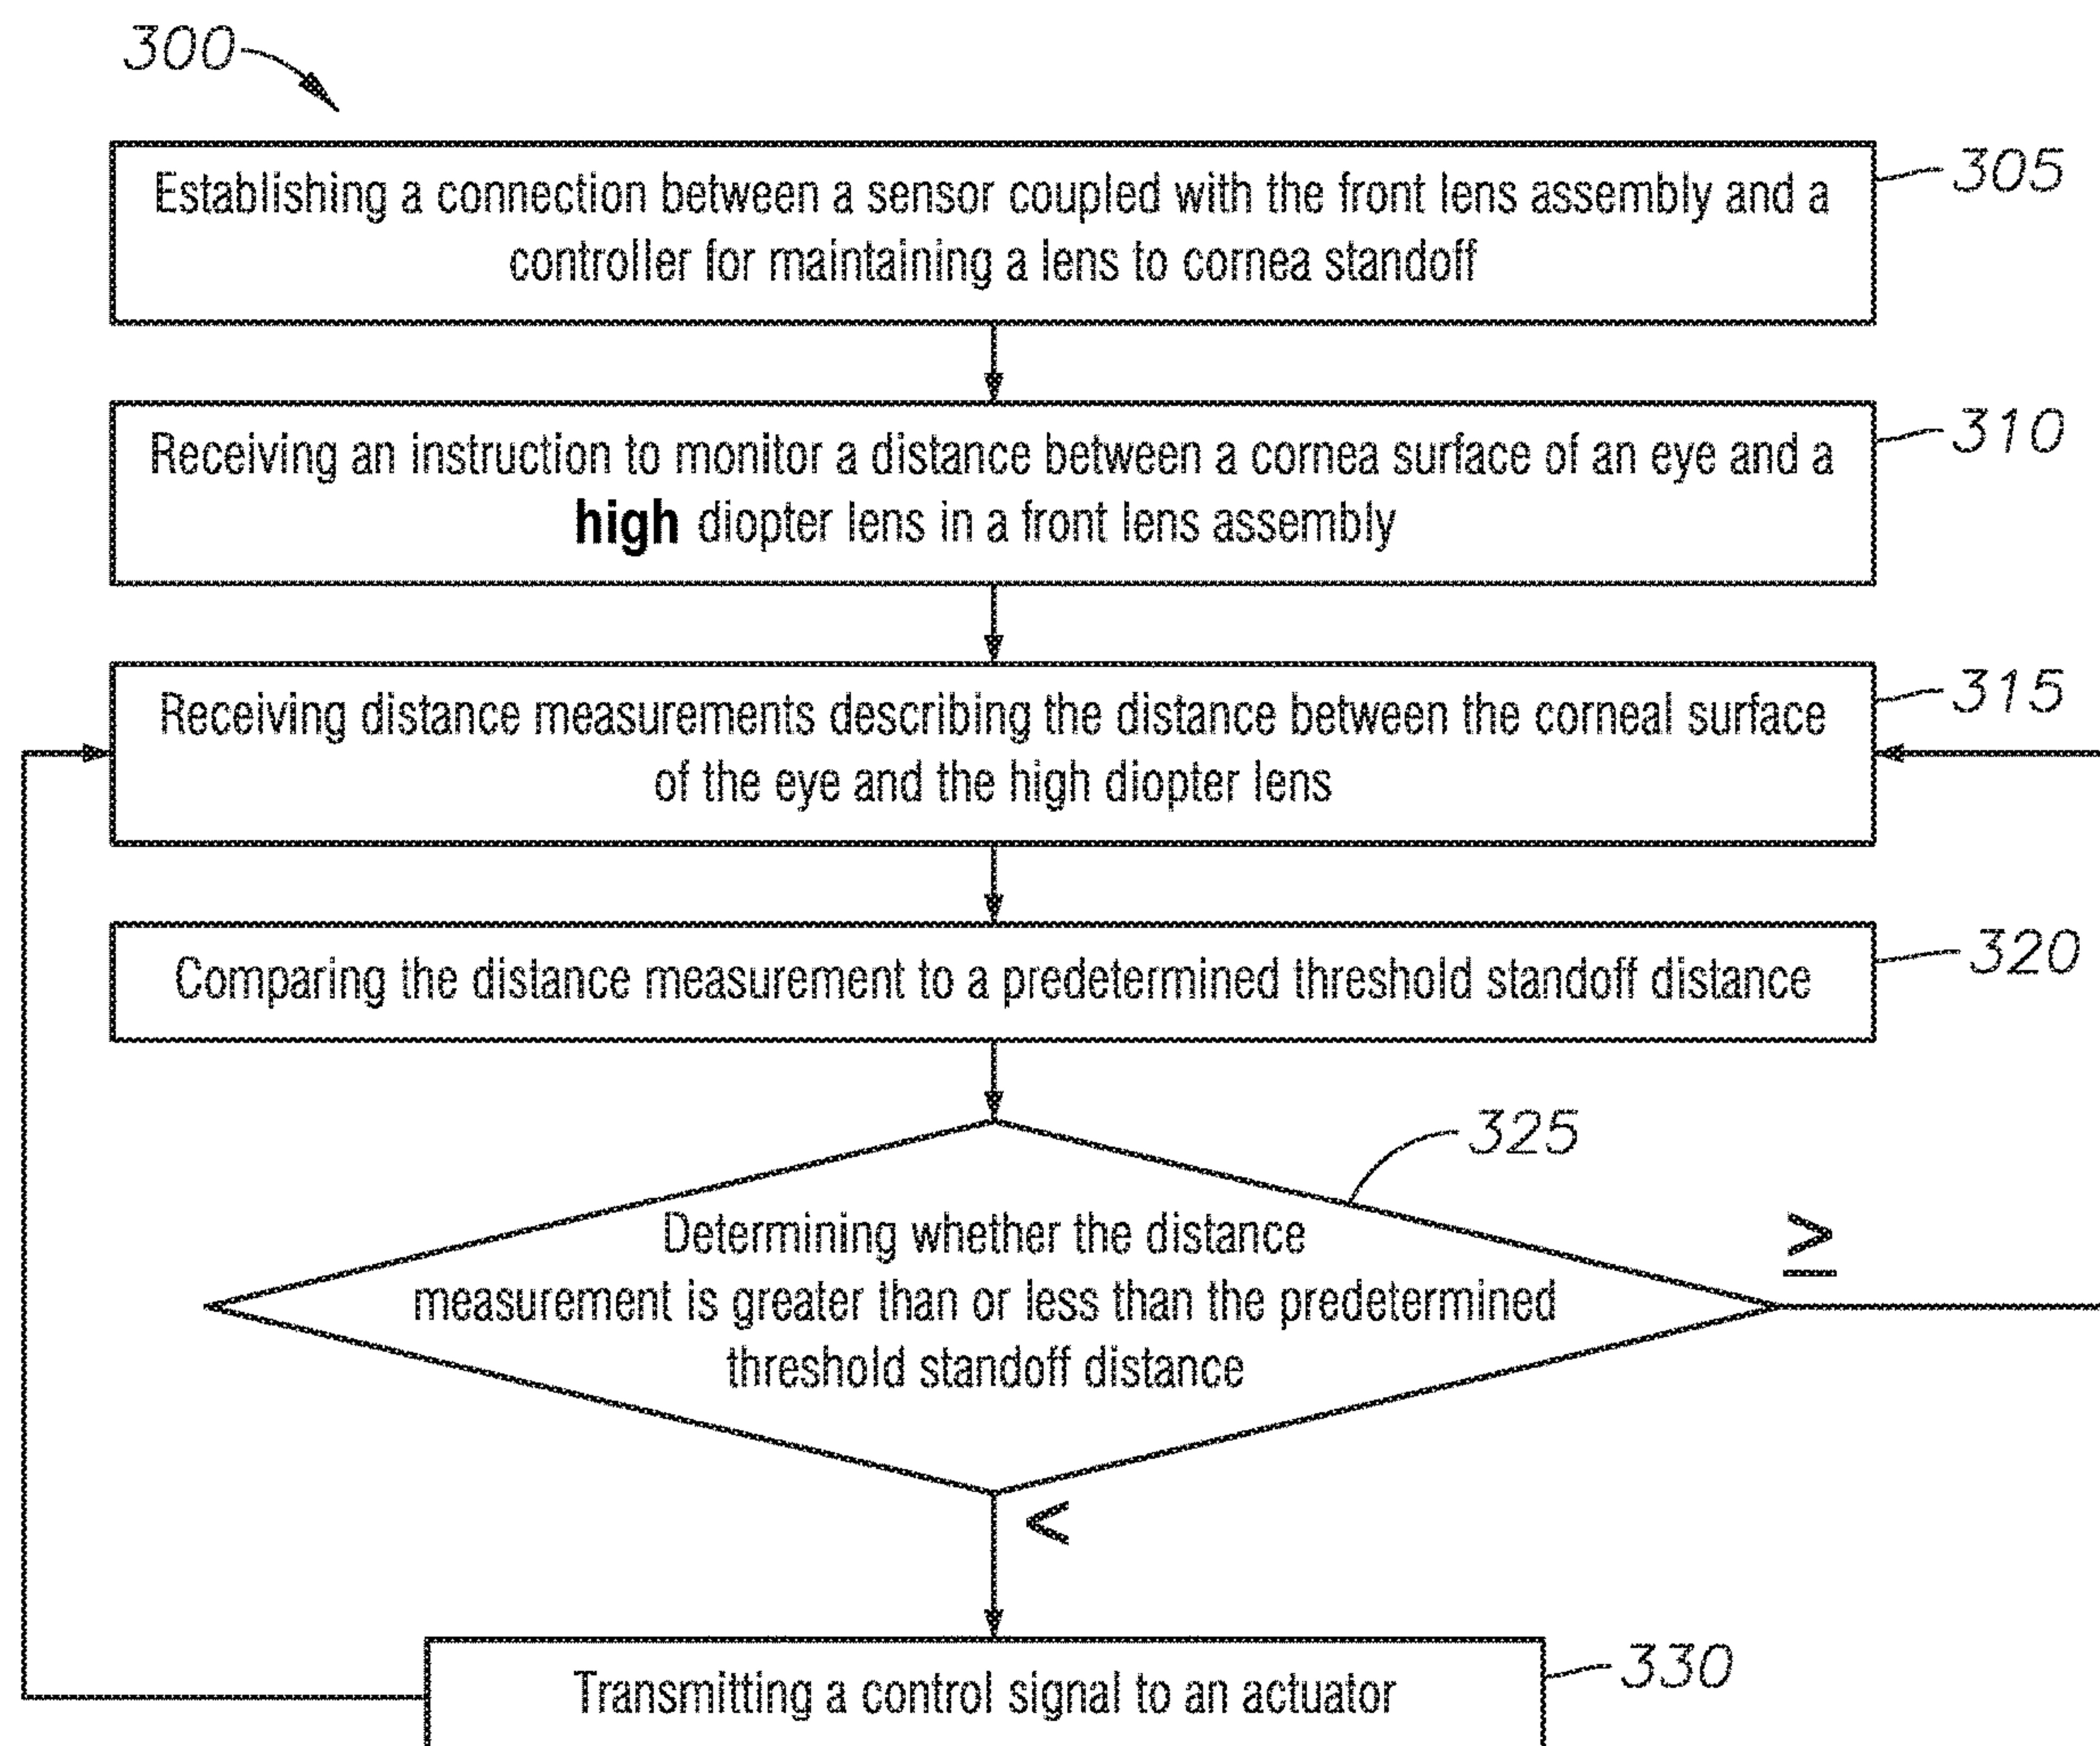 300
Establishing a connection between a sensor coupled with the front lens assembly and a
controller for maintaining a lens to cornea standoff
305
Receiving an instruction to monitor a distance between a cornea surface of an eye and a
high diopter lens in a front lens assembly
310
Receiving distance measurements describing the distance between the corneal surface
of the eye and the high diopter lens
315
Comparing the distance measurement to a predetermined threshold standoff distance
320
325
Determining whether the distance
measurement is greater than or less than the predetermined
threshold standoff distance
≥
<
Transmitting a control signal to an actuator
330